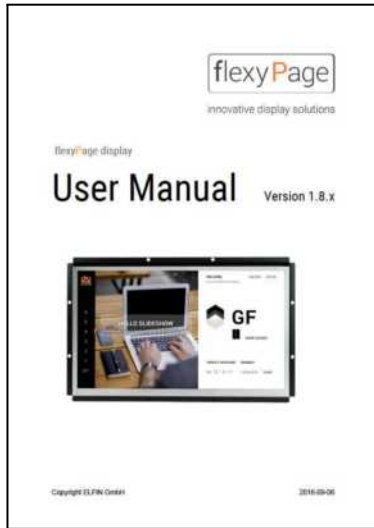 flexyPage
innovative display solutions
flexyPage display
User Manual Version 1.8.x
HELLO SLIDESHOW
GF
Copyright ELFIN GmbH 2016-09-06